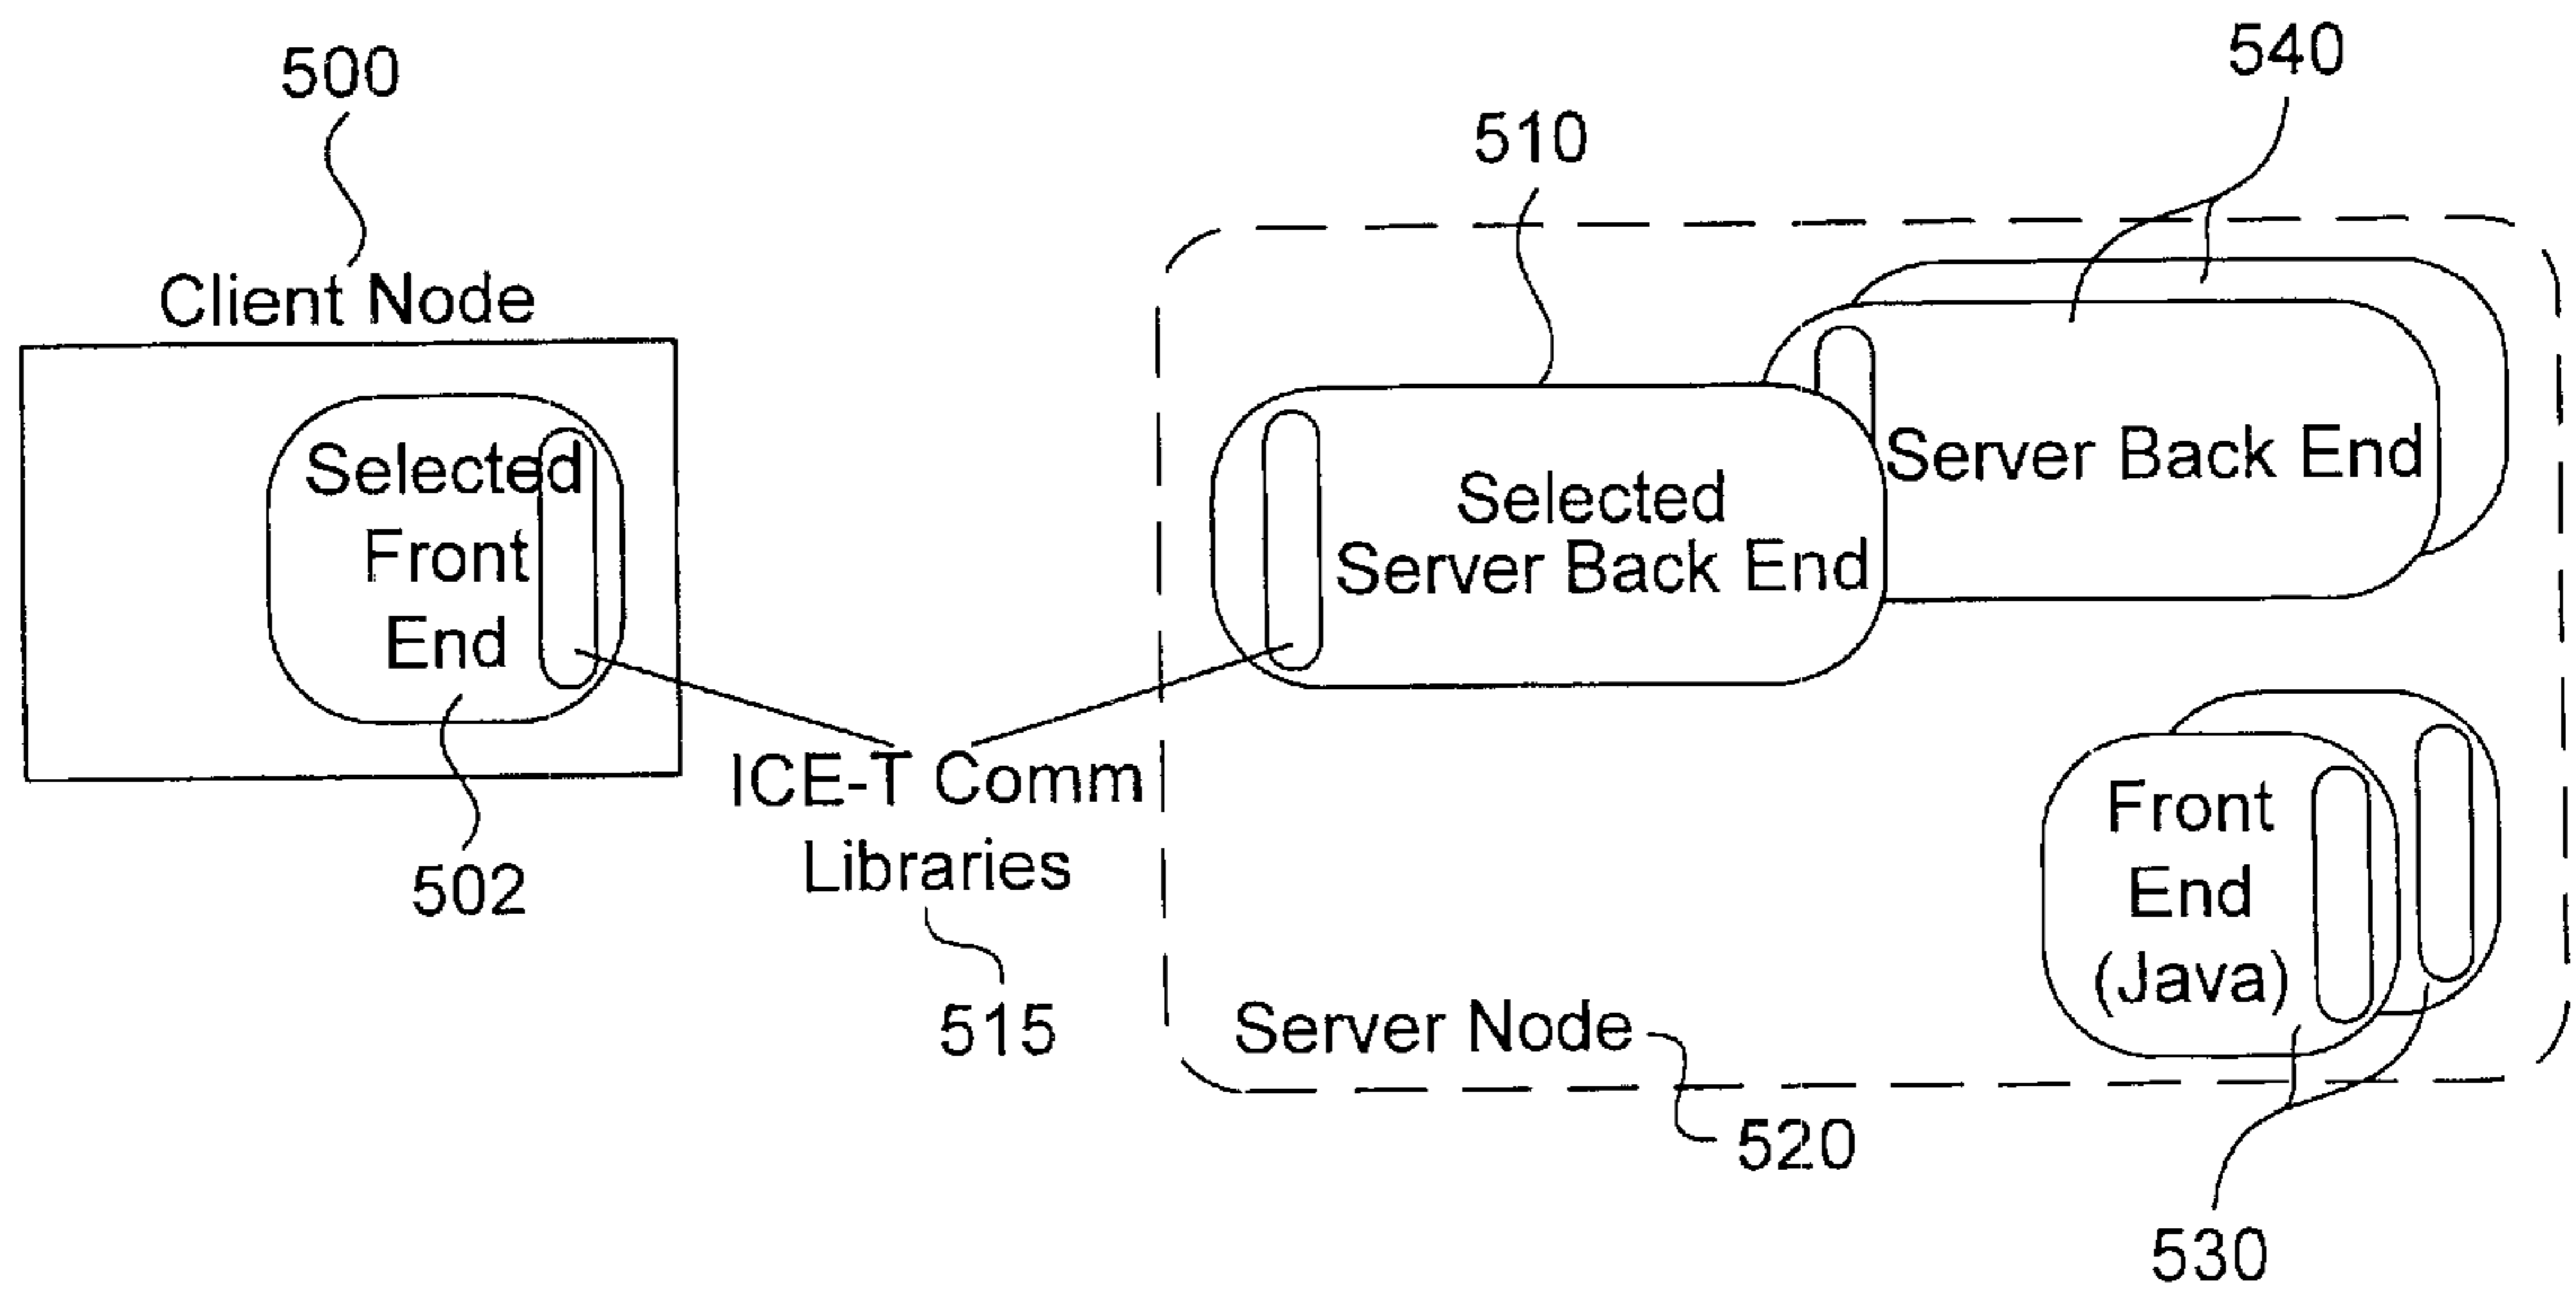 500
Client Node
Selected
Front
End
502
ICE-T Comm
Libraries
515
510
540
Selected
Server Back End
Server Back End
Front
End
(Java)
Server Node
520
530